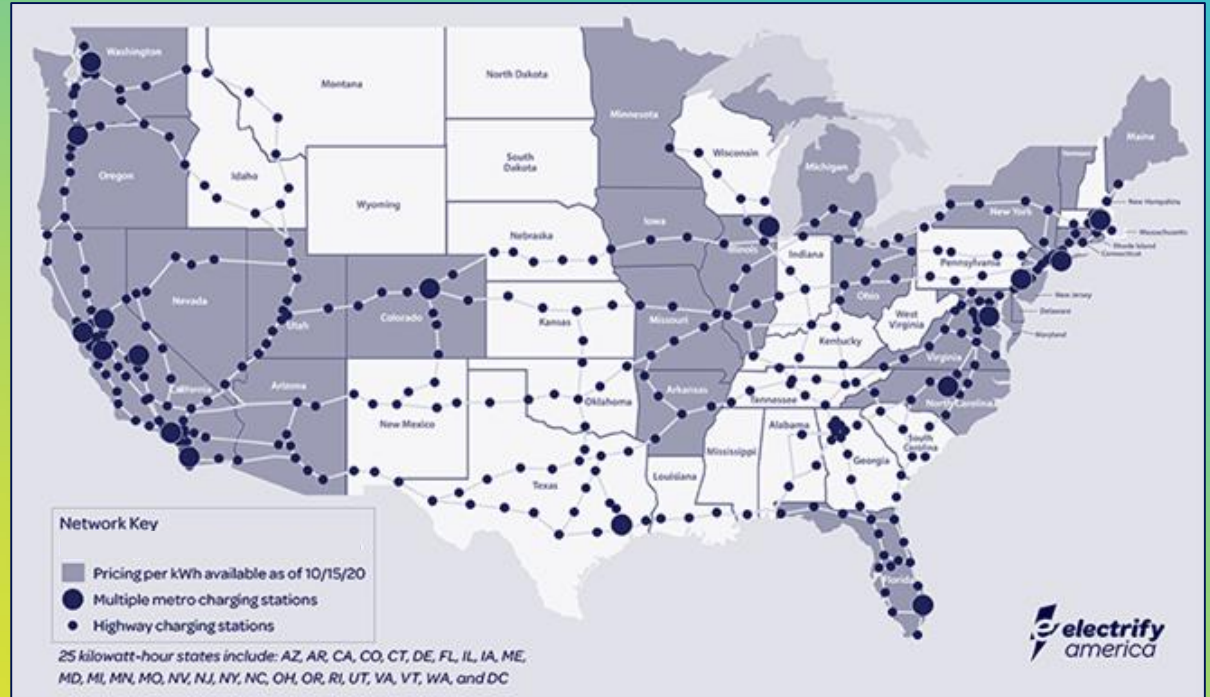 Washington
Montana
North Dakota
Minnesota
Maine
Oregon
Idaho
South
Dakota
Wisconsin
Michigan
Vermont
New Hampshire
Wyoming
New York
Massachusetts
Rhode Island
Connecticut
Nebraska
Iowa
Illinois
Indiana
Pennsylvania
Ohio
New Jersey
Nevada
Utah
Colorado
Kansas
Missouri
West
Virginia
Delaware
Maryland
Kentucky
Virginia
California
Arizona
New Mexico
Oklahoma
Arkansas
Tennessee
North Carolina
South
Carolina
Texas
Louisiana
Mississippi
Alabama
Georgia
Florida
Network Key
Pricing per kWh available as of 10/15/20
Multiple metro charging stations
Highway charging stations
25 kilowatt-hour states include: AZ, AR, CA, CO, CT, DE, FL, IL, IA, ME,
MD, MI, MN, MO, NV, NJ, NY, NC, OH, OR, RI, UT, VA, VT, WA, and DC
electrify
america